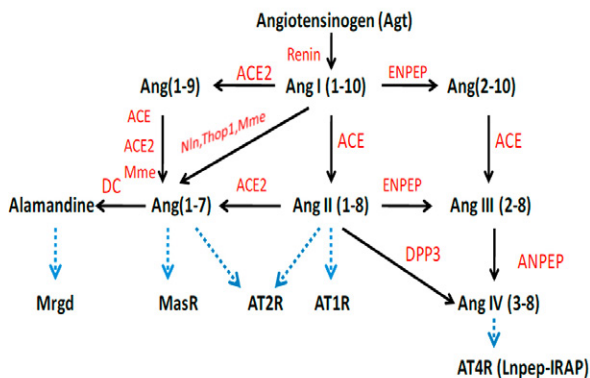 Angiotensinogen (Agt)
Renin
Ang(1-9)
ACE2
Ang I (1-10)
ENPEP
Ang(2-10)
ACE
ACE2
Mme
Nln,Thop1,Mme
ACE
ACE
DC
Alamandine
Ang(1-7)
ACE2
Ang II (1-8)
ENPEP
Ang III (2-8)
DPP3
ANPEP
Mrgd
MasR
AT2R
AT1R
Ang IV (3-8)
AT4R (Lnpep-IRAP)